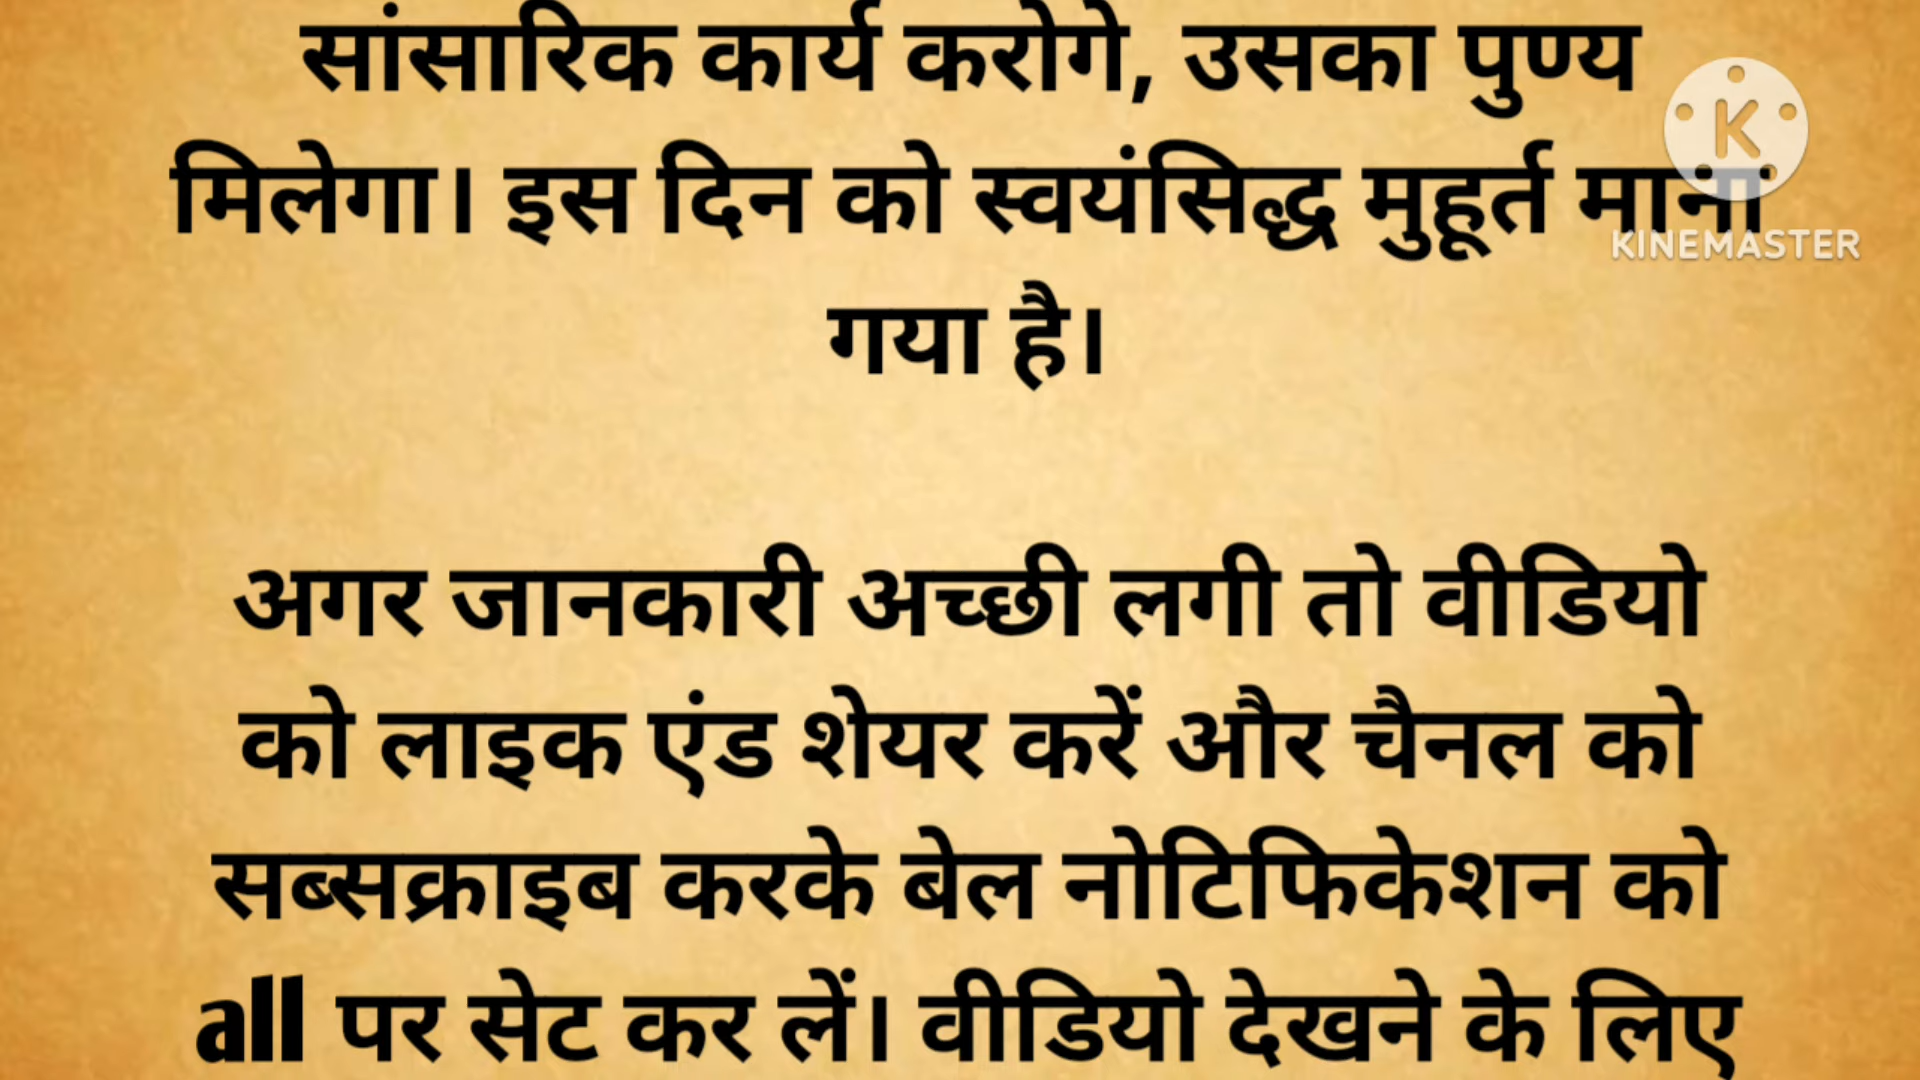 सांसारिक कार्य करोगे, उसका पुण्य
मिलेगा। इस दिन को स्वयंसिद्ध मुहूर्त माना
गया है।
K
KINEMASTER
अगर जानकारी अच्छी लगी तो वीडियो
को लाइक एंड शेयर करें और चैनल को
सब्सक्राइब करके बेल नोटिफिकेशन को
all पर सेट कर लें। वीडियो देखने के लिए